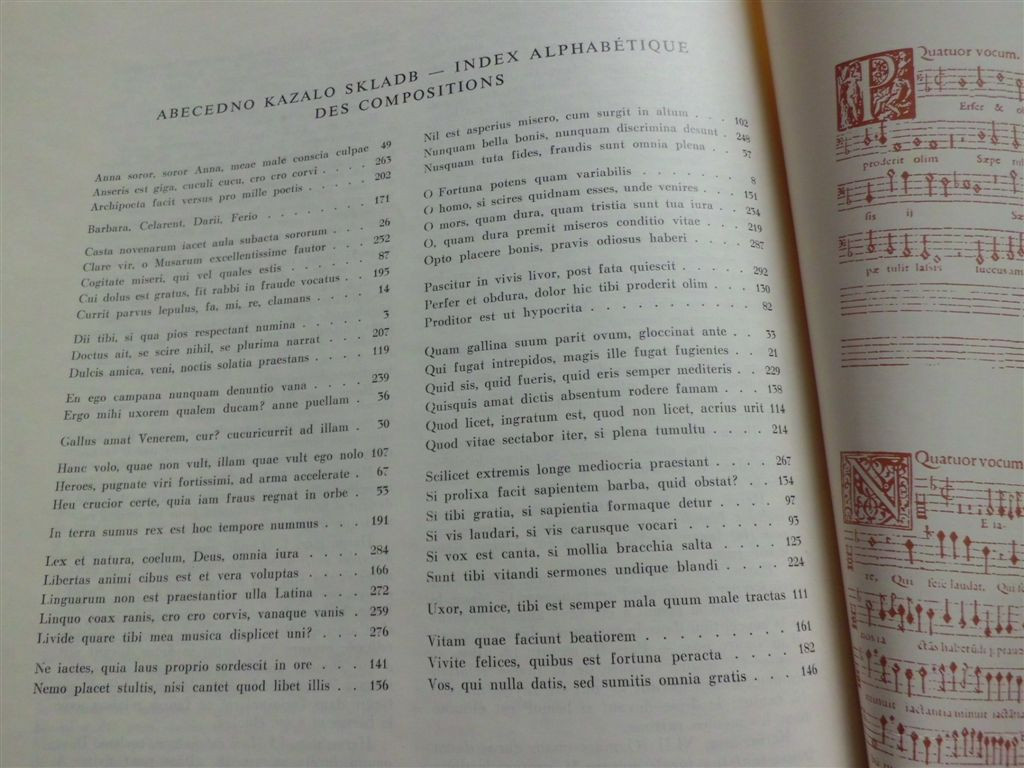 ABECEDNO KAZALO SKLADB — INDEX ALPHABÉTIQUE
DES COMPOSITIONS
Anna soror, soror Anna, meae male conscia culpae 49
Anseris est giga, cuculi cucu, cro cro corvi . . . . 263
Archipoeta facit versus pro mille poetis . . . . . 202
Barbara, Celarent, Darii, Ferio . . . . . . . . 171
Casta novenarum iacet aula subacta sororum . . . 26
Clare vir, o Musarum excellentissime fautor . . . . 252
Cogitate miseri, qui vel quales estis . . . . . . 87
Cui dolus est gratus, fit rabbi in fraude vocatus . . 195
Currit parvus lepulus, fa, mi, re, clamans . . . . 14
Dii tibi, si qua pios respectant numina . . . . . 3
Doctus ait, se scire nihil, se plurima narrat . . . 207
Dulcis amica, veni, noctis solatia praestans . . . . 119
En ego campana nunquam denuntio vana . . . . 239
Ergo mihi uxorem qualem ducam? anne puellam . 36
Gallus amat Venerem, cur? cucuricurrit ad illam . 30
Hanc volo, quae non vult, illam quae vult ego nolo 107
Heroes, pugnate viri fortissimi, ad arma accelerate . 67
Heu crucior certe, quia iam fraus regnat in orbe . 53
In terra sumus rex est hoc tempore nummus . . . 191
Lex et natura, coelum, Deus, omnia iura . . . . 284
Libertas animi cibus est et vera voluptas . . . . 166
Linguarum non est praestantior ulla Latina . . . 272
Linquo coax ranis, cro cro corvis, vanaque vanis . 259
Livide quare tibi mea musica displicet uni? . . . 276
Ne iactes, quia laus proprio sordescit in ore . . . 141
Nemo placet stultis, nisi cantet quod libet illis . . 156
Nil est asperius misero, cum surgit in altum . . . 102
Nunquam bella bonis, nunquam discrimina desunt . 248
Nusquam tuta fides, fraudis sunt omnia plena . . 57
O Fortuna potens quam variabilis . . . . . . . 8
O homo, si scires quidnam esses, unde venires . . . 151
O mors, quam dura, quam tristia sunt tua iura . . 234
O, quam dura premit miseros conditio vitae . . . 219
Opto placere bonis, pravis odiosus haberi . . . . 287
Pascitur in vivis livor, post fata quiescit . . . . 292
Perfer et obdura, dolor hic tibi proderit olim . . . 130
Proditor est ut hypocrita . . . . . . . . . 82
Quam gallina suum parit ovum, gloccinat ante . . 33
Qui fugat intrepidos, magis ille fugat fugientes . . 21
Quid sis, quid fueris, quid eris semper mediteris . . 229
Quisquis amat dictis absentum rodere famam . . . 138
Quod licet, ingratum est, quod non licet, acrius urit 114
Quod vitae sectabor iter, si plena tumultu . . . . 214
Scilicet extremis longe mediocria praestant . . . . 267
Si prolixa facit sapientem barba, quid obstat? . . 134
Si tibi gratia, si sapientia formaque detur . . . . 97
Si vis laudari, si vis carusque vocari . . . . . . 93
Si vox est canta, si mollia bracchia salta . . . . 125
Sunt tibi vitandi sermones undique blandi . . . . 224
Uxor, amice, tibi est semper mala quum male tractas 111
Vitam quae faciunt beatiorem . . . . . . . . . 161
Vivite felices, quibus est fortuna peracta . . . . 182
Vos, qui nulla datis, sed sumitis omnia gratis . . . 146
Quatuor vocum.
P
Erfer &
proderit olim Sæpe
sis ij
pæ tulit lassis
Quatuor vocum
N
E ia-